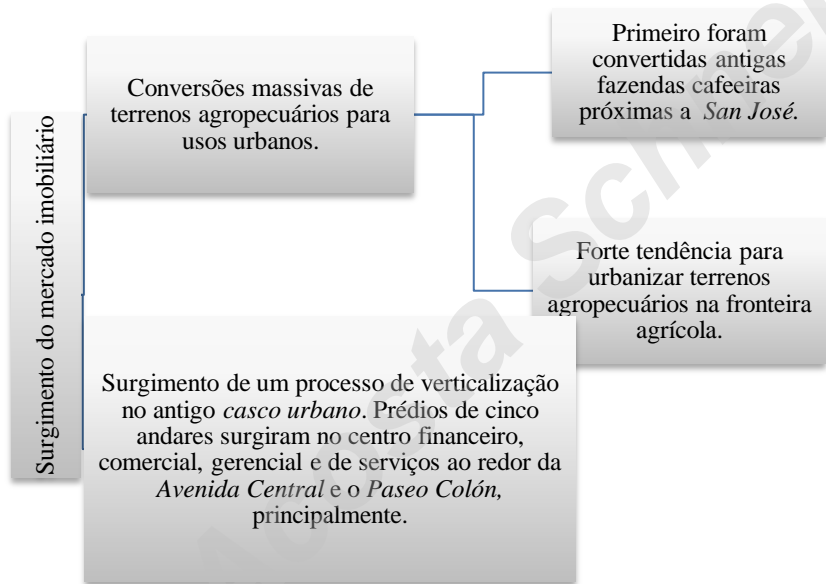 Surgimento do mercado imobiliário
Conversões massivas de
terrenos agropecuários para
usos urbanos.
Primeiro foram
convertidas antigas
fazendas cafeeiras
próximas a San José.
Forte tendência para
urbanizar terrenos
agropecuários na fronteira
agrícola.
Surgimento de um processo de verticalização
no antigo casco urbano. Prédios de cinco
andares surgiram no centro financeiro,
comercial, gerencial e de serviços ao redor da
Avenida Central e o Paseo Colón,
principalmente.
Acosta Schne